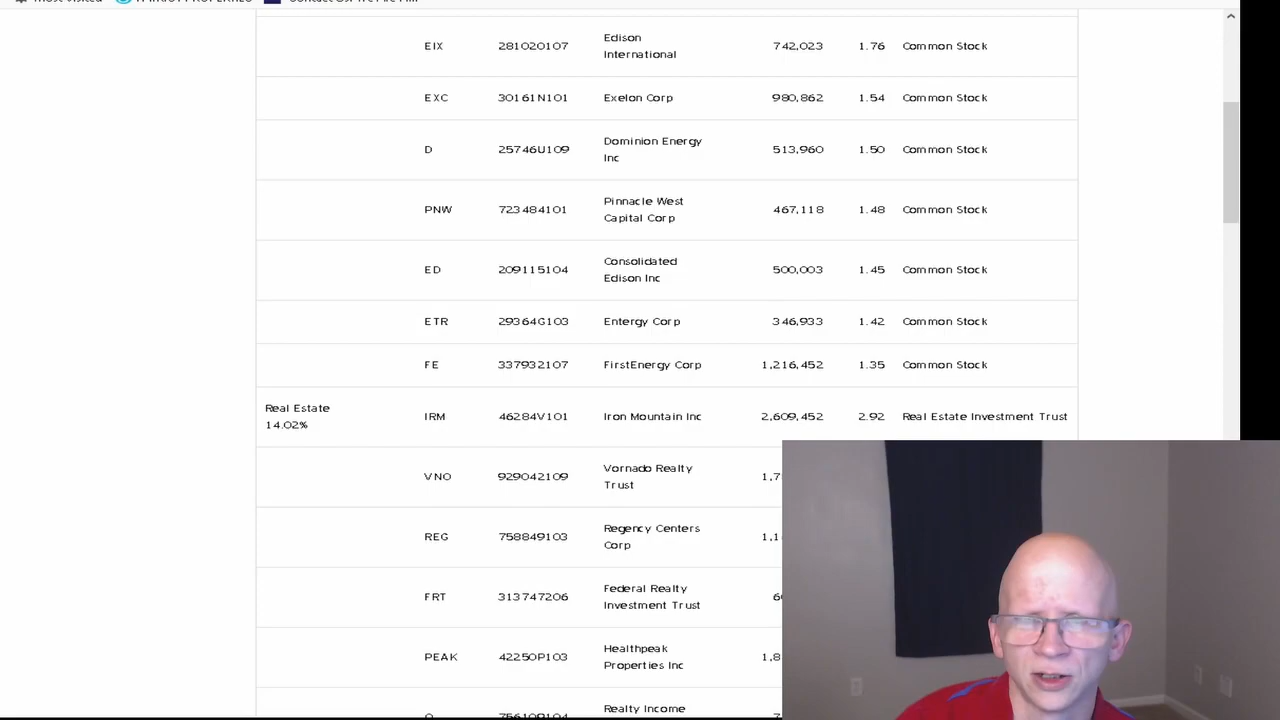 EIX 281020107 Edison International 742,023 1.76 Common Stock
EXC 30161N101 Exelon Corp 980,862 1.54 Common Stock
D 25746U109 Dominion Energy Inc 513,960 1.50 Common Stock
PNW 723484101 Pinnacle West Capital Corp 467,118 1.48 Common Stock
ED 209115104 Consolidated Edison Inc 500,003 1.45 Common Stock
ETR 29364G103 Entergy Corp 346,933 1.42 Common Stock
FE 337932107 FirstEnergy Corp 1,216,452 1.35 Common Stock
Real Estate 14.02% IRM 46284V101 Iron Mountain Inc 2,609,452 2.92 Real Estate Investment Trust
VNO 929042109 Vornado Realty Trust 1,7
REG 758849103 Regency Centers Corp 1,1
FRT 313747206 Federal Realty Investment Trust
PEAK 42250P103 Healthpeak Properties Inc 1,8
Realty Income